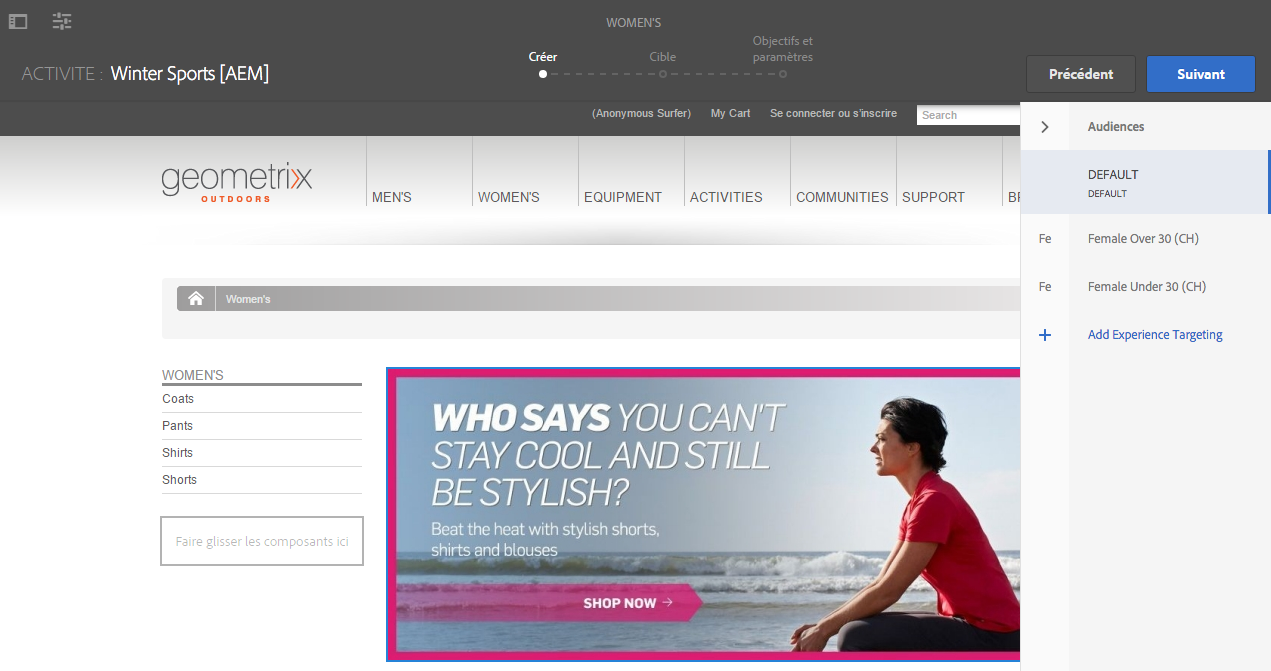 WOMEN'S
ACTIVITE : Winter Sports [AEM]
Créer
Cible
Objectifs et
paramètres
Précédent
Suivant
(Anonymous Surfer) My Cart Se connecter ou s'inscrire Search
geometrixx
OUTDOORS
MEN'S WOMEN'S EQUIPMENT ACTIVITIES COMMUNITIES SUPPORT
Women's
WOMEN'S
Coats
Pants
Shirts
Shorts
Faire glisser les composants ici
WHO SAYS YOU CAN'T
STAY COOL AND STILL
BE STYLISH?
Beat the heat with stylish shorts,
shirts and blouses
SHOP NOW →
Audiences
DEFAULT
DEFAULT
Fe Female Over 30 (CH)
Fe Female Under 30 (CH)
+ Add Experience Targeting